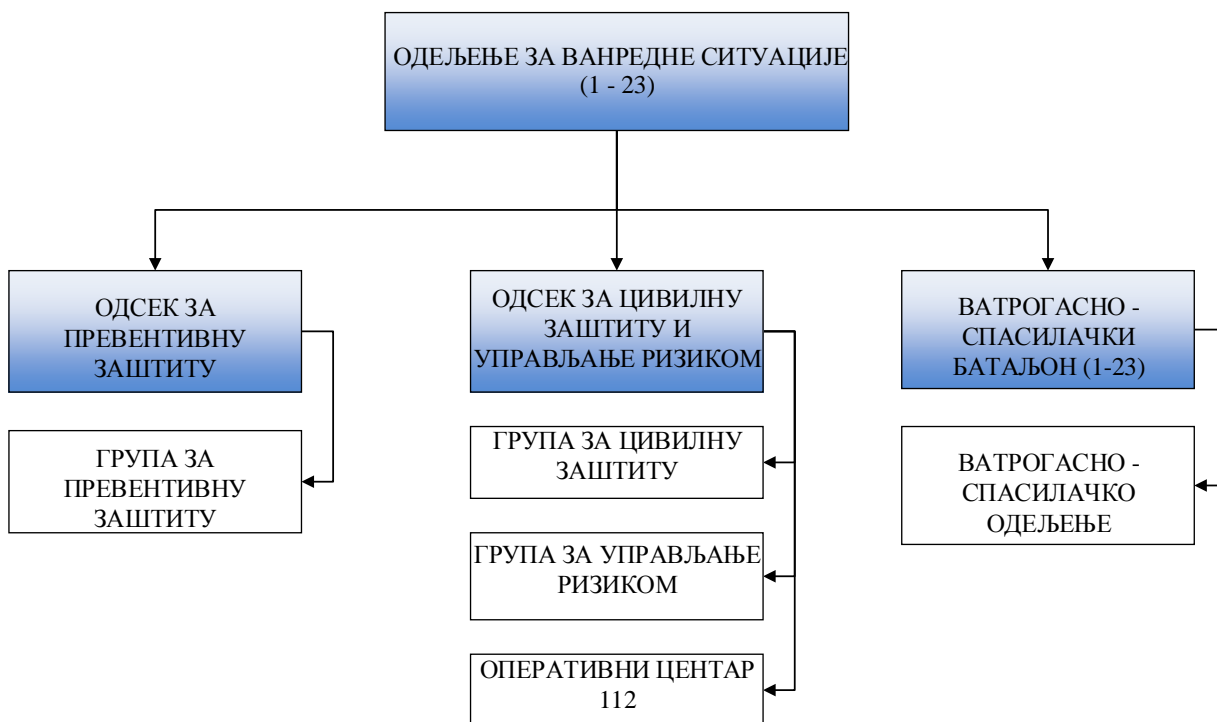 ОДЕЉЕЊЕ ЗА ВАНРЕДНЕ СИТУАЦИЈЕ
(1 - 23)
ОДСЕК ЗА
ПРЕВЕНТИВНУ
ЗАШТИТУ
ГРУПА ЗА
ПРЕВЕНТИВНУ
ЗАШТИТУ
ОДСЕК ЗА ЦИВИЛНУ
ЗАШТИТУ И
УПРАВЉАЊЕ РИЗИКОМ
ГРУПА ЗА ЦИВИЛНУ
ЗАШТИТУ
ГРУПА ЗА УПРАВЉАЊЕ
РИЗИКОМ
ОПЕРАТИВНИ ЦЕНТАР
112
ВАТРОГАСНО -
СПАСИЛАЧКИ
БАТАЉОН (1-23)
ВАТРОГАСНО -
СПАСИЛАЧКО
ОДЕЉЕЊЕ